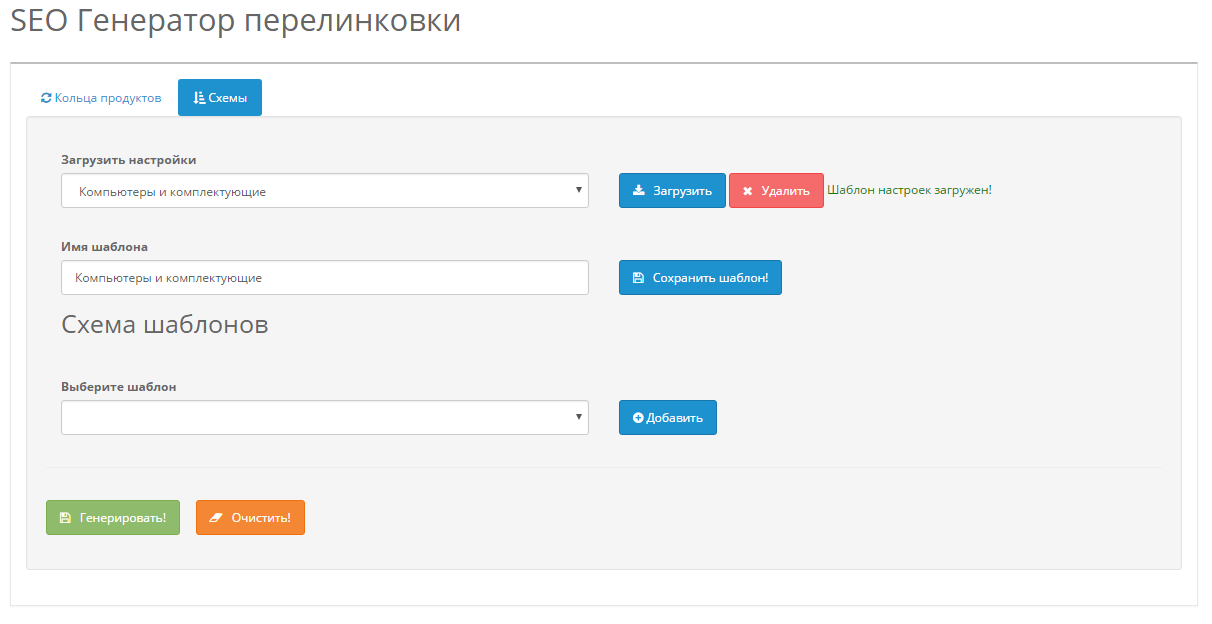 SEO Генератор перелинковки
Кольца продуктов
Схемы
Загрузить настройки
Компьютеры и комплектующие
Загрузить
Удалить
Шаблон настроек загружен!
Имя шаблона
Компьютеры и комплектующие
Сохранить шаблон!
Схема шаблонов
Выберите шаблон
Добавить
Генерировать!
Очистить!